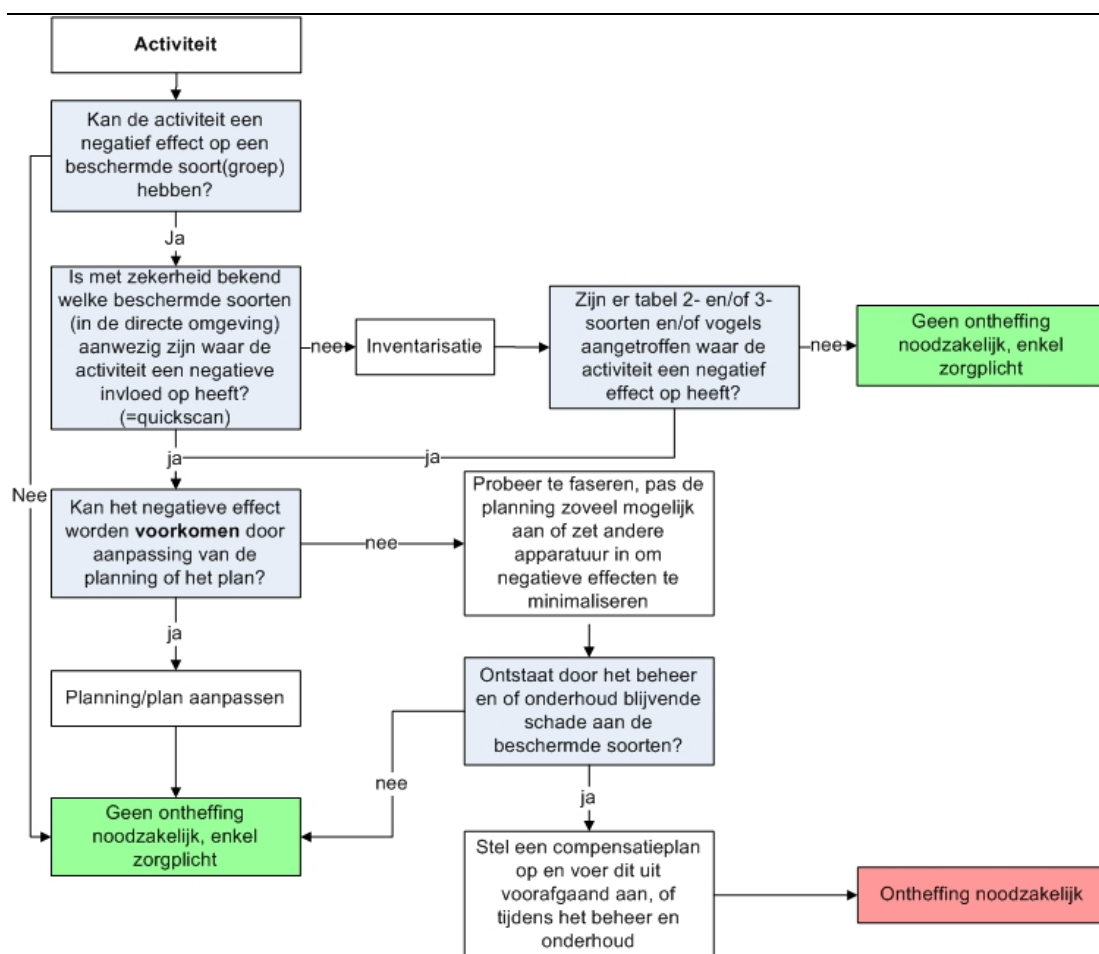 Activiteit
Kan de activiteit een
negatief effect op een
beschermde soort(groep)
hebben?
Ja
Nee
Is met zekerheid bekend
welke beschermde soorten
(in de directe omgeving)
aanwezig zijn waar de
activiteit een negatieve
invloed op heeft?
(=quickscan)
nee
Inventarisatie
Zijn er tabel 2- en/of 3-
soorten en/of vogels
aangetroffen waar de
activiteit een negatief
effect op heeft?
nee
Geen ontheffing
noodzakelijk, enkel
zorgplicht
ja
ja
Kan het negatieve effect
worden voorkomen door
aanpassing van de
planning of het plan?
nee
Probeer te faseren, pas de
planning zoveel mogelijk
aan of zet andere
apparatuur in om
negatieve effecten te
minimaliseren
ja
Planning/plan aanpassen
Ontstaat door het beheer
en of onderhoud blijvende
schade aan de
beschermde soorten?
nee
ja
Geen ontheffing
noodzakelijk, enkel
zorgplicht
Stel een compensatieplan
op en voer dit uit
voorafgaand aan, of
tijdens het beheer en
onderhoud
Ontheffing noodzakelijk